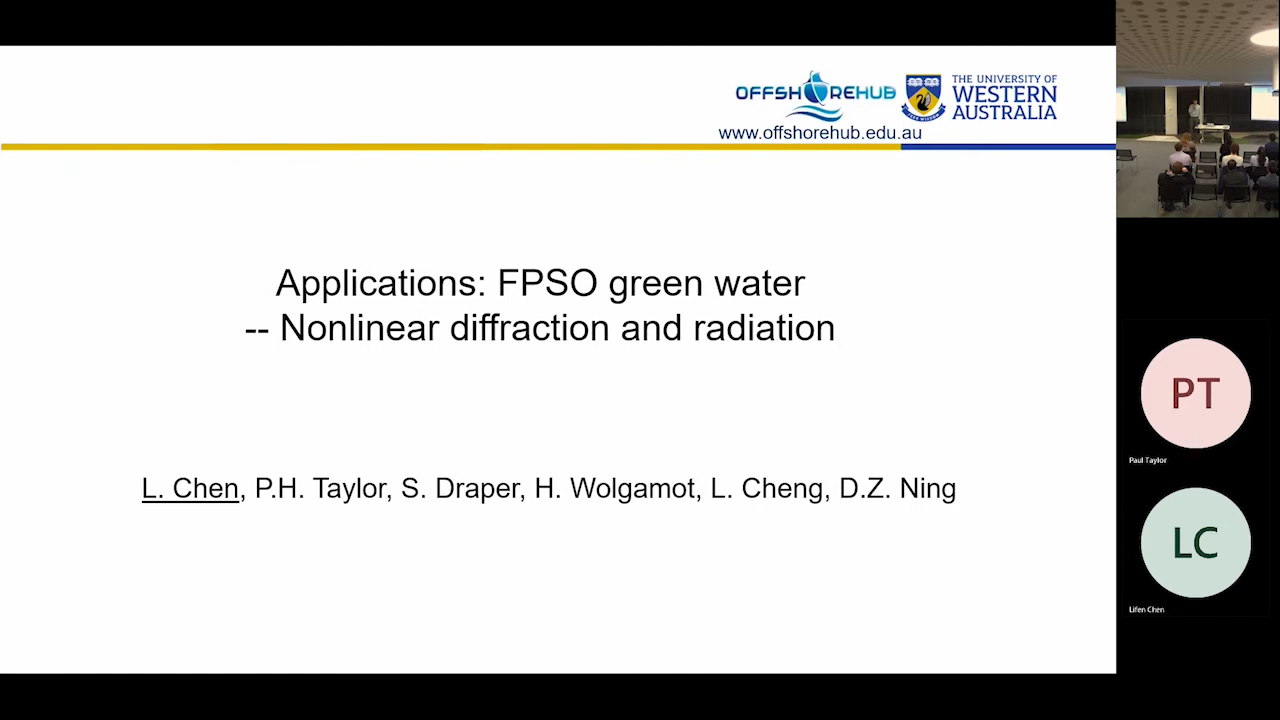 OFFSHOREHUB
THE UNIVERSITY OF
WESTERN
AUSTRALIA
www.offshorehub.edu.au
Applications: FPSO green water
-- Nonlinear diffraction and radiation
L. Chen, P.H. Taylor, S. Draper, H. Wolgamot, L. Cheng, D.Z. Ning
PT
Paul Taylor
LC
Lifen Chen